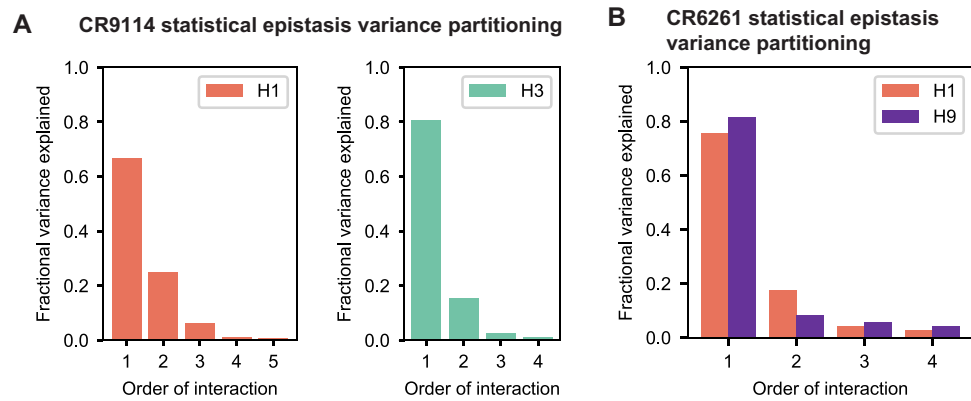 A
CR9114 statistical epistasis variance partitioning
Fractional variance explained
1.0
0.8
0.6
0.4
0.2
0.0
H1
1 2 3 4 5
Order of interaction
Fractional variance explained
1.0
0.8
0.6
0.4
0.2
0.0
H3
1 2 3 4
Order of interaction
B
CR6261 statistical epistasis
variance partitioning
Fractional variance explained
1.0
0.8
0.6
0.4
0.2
0.0
H1
H9
1 2 3 4
Order of interaction